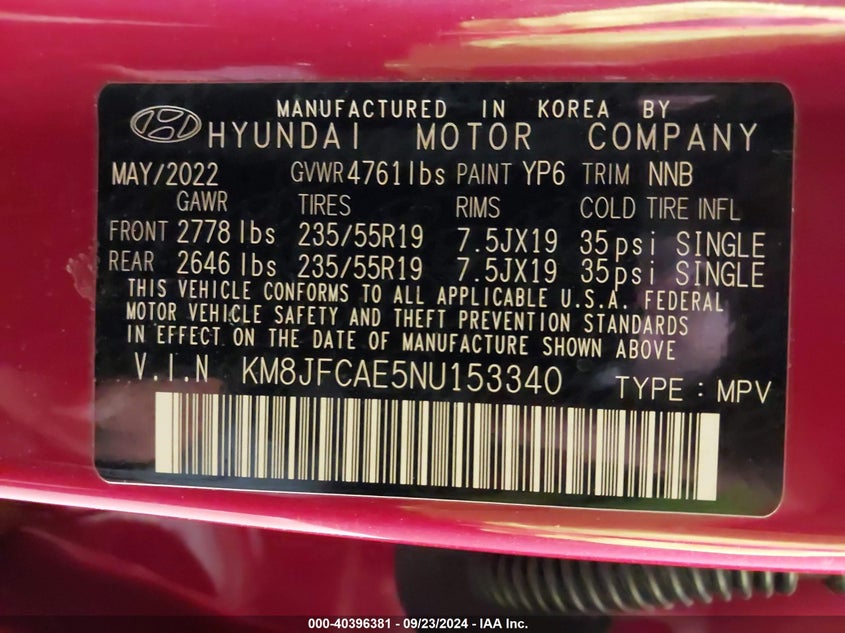 MANUFACTURED IN KOREA BY
HYUNDAI MOTOR COMPANY
MAY/2022 GVWR 4761 lbs PAINT YP6 TRIM NNB
GAWR TIRES RIMS COLD TIRE INFL
FRONT 2778 lbs 235/55R19 7.5JX19 35psi SINGLE
REAR 2646 lbs 235/55R19 7.5JX19 35psi SINGLE
THIS VEHICLE CONFORMS TO ALL APPLICABLE U.S.A. FEDERAL
MOTOR VEHICLE SAFETY AND THEFT PREVENTION STANDARDS
IN EFFECT ON THE DATE OF MANUFACTURE SHOWN ABOVE
V.I.N KM8JFCAE5NU153340 TYPE : MPV
000-40396381 - 09/23/2024 - IAA Inc.